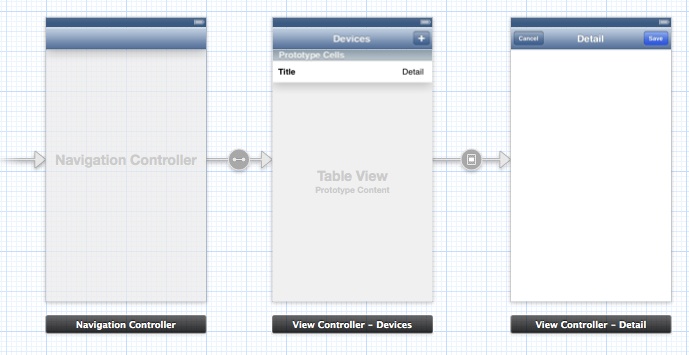 Navigation Controller
Navigation Controller
Devices
+
Prototype Cells
Title Detail
Table View
Prototype Content
View Controller – Devices
Cancel Detail Save
View Controller – Detail